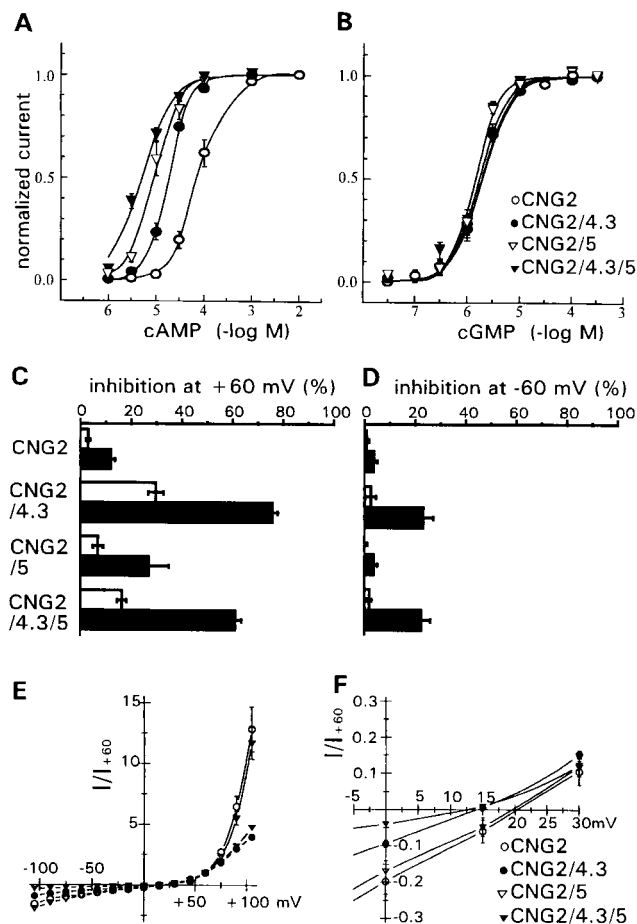 A
B
normalized current
1.0
0.5
0.0
6 5 4 3 2
cAMP (-log M)
1.0
0.5
0.0
7 6 5 4 3
cGMP (-log M)
CNG2
CNG2/4.3
CNG2/5
CNG2/4.3/5
C
inhibition at +60 mV (%)
0 20 40 60 80 100
CNG2
CNG2
/4.3
CNG2
/5
CNG2
/4.3/5
D
inhibition at -60 mV (%)
0 20 40 60 80 100
E
I/I+60
15
10
5
-100 -50
+50 +100 mV
F
I/I+60
0.3
0.2
0.1
-5 5 10 15 20 25 30mV
-0.1
-0.2
-0.3
CNG2
CNG2/4.3
CNG2/5
CNG2/4.3/5